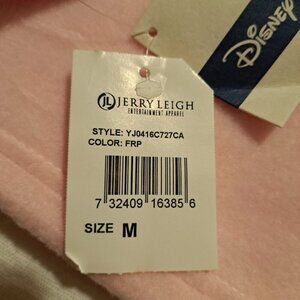 Disney
JL JERRY LEIGH
ENTERTAINMENT APPAREL
STYLE: YJ0416C727CA
COLOR: FRP
7 32409 16385 6
SIZE M